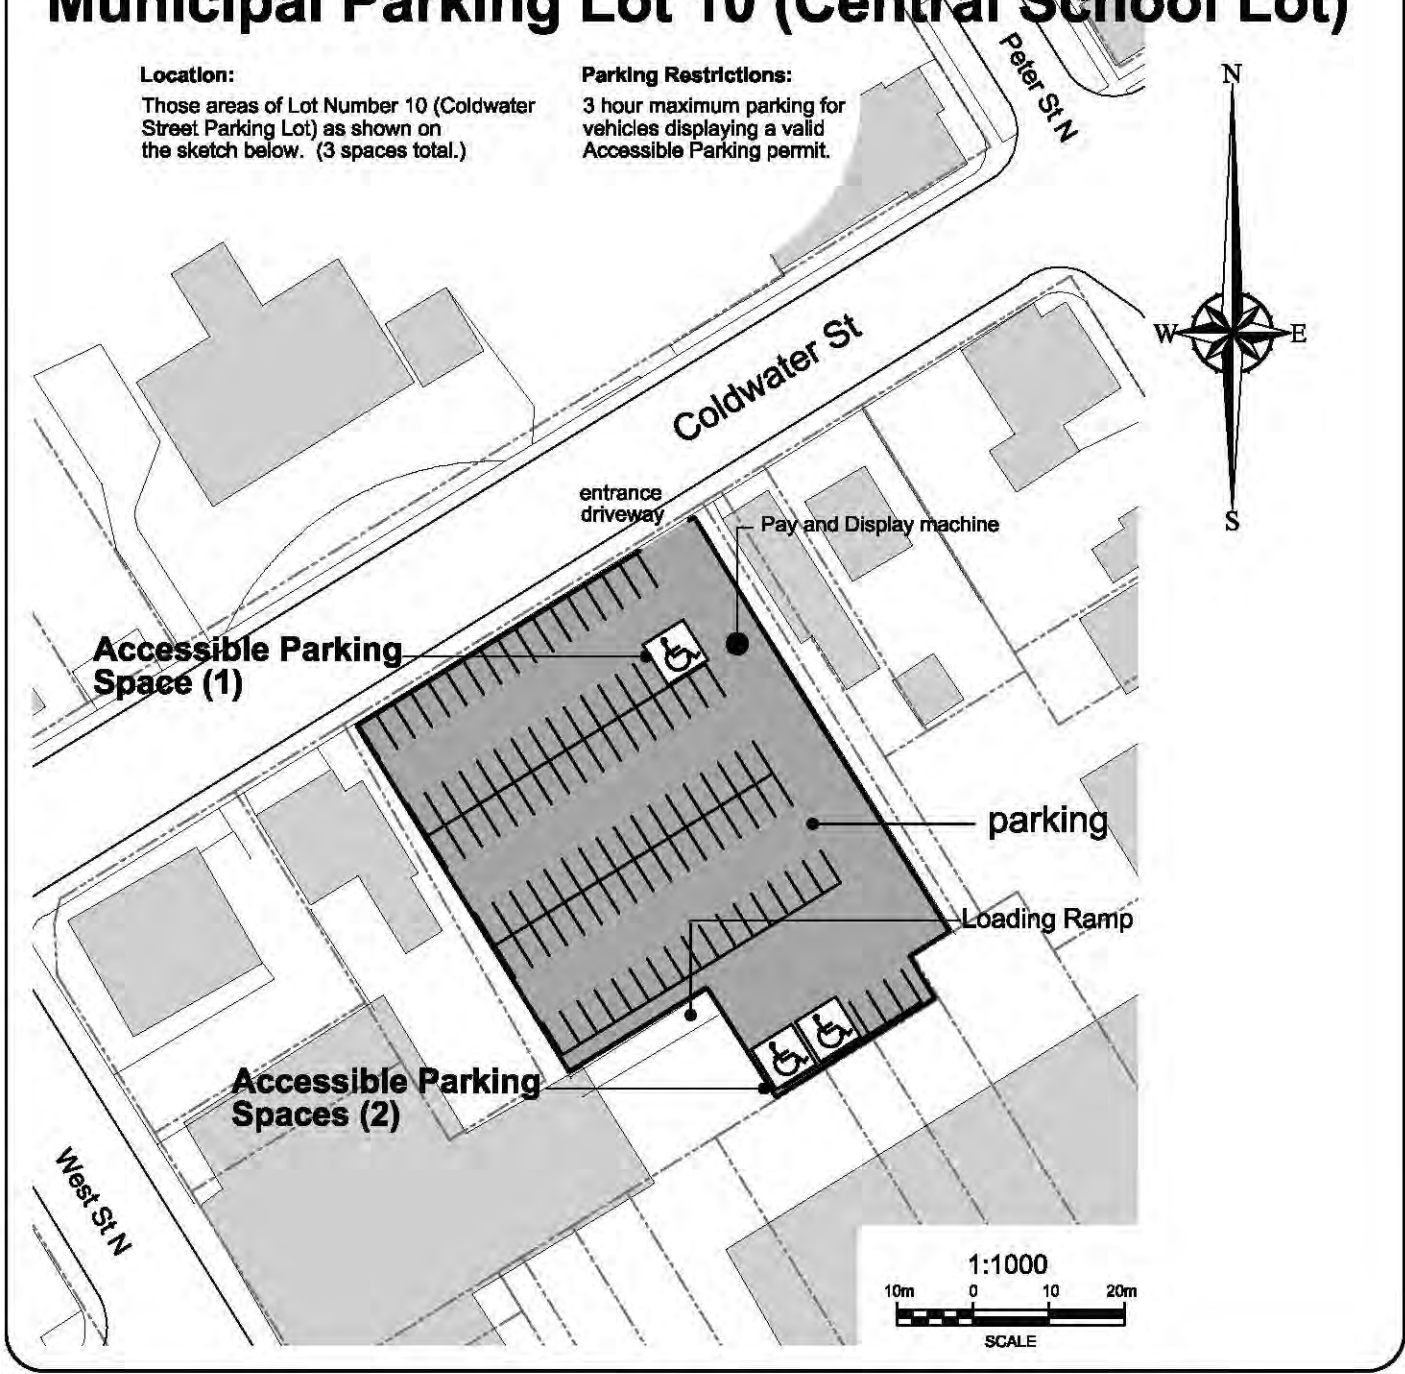 Municipal Parking Lot 10 (Central School Lot)
Location:
Those areas of Lot Number 10 (Coldwater
Street Parking Lot) as shown on
the sketch below. (3 spaces total.)
Parking Restrictions:
3 hour maximum parking for
vehicles displaying a valid
Accessible Parking permit.
Peter St N
N
W
E
S
Coldwater St
entrance
driveway
Pay and Display machine
Accessible Parking
Space (1)
parking
Loading Ramp
Accessible Parking
Spaces (2)
West St N
1:1000
10m 0 10 20m
SCALE